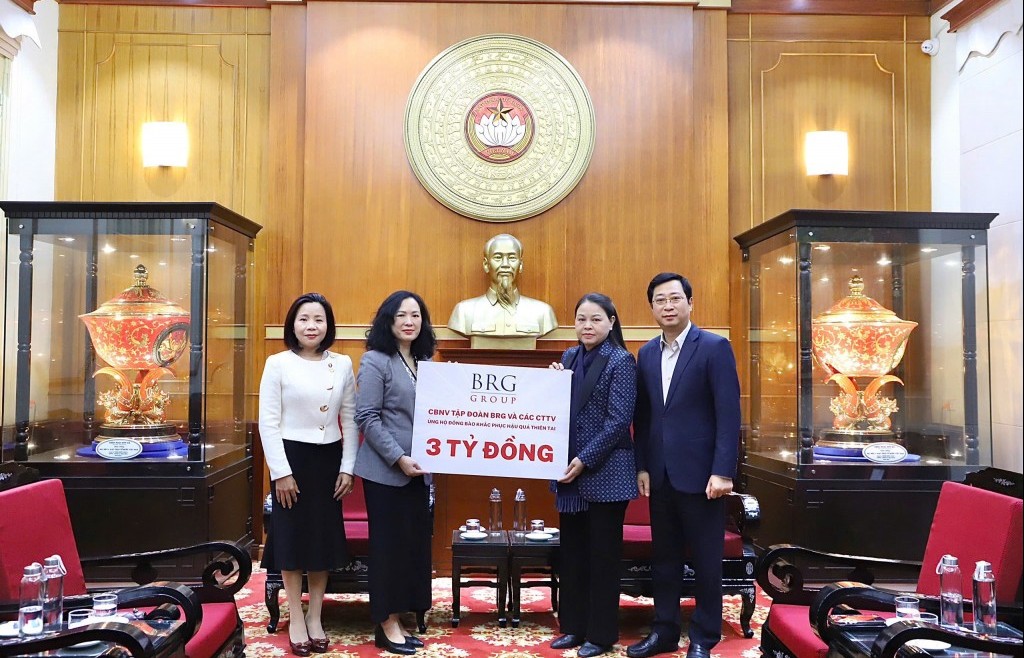 BRG
GROUP
CBNV TẬP ĐOÀN BRG VÀ CÁC CTTV
ỦNG HỘ ĐỒNG BÀO KHẮC PHỤC HẬU QUẢ THIÊN TAI
3 TỶ ĐỒNG